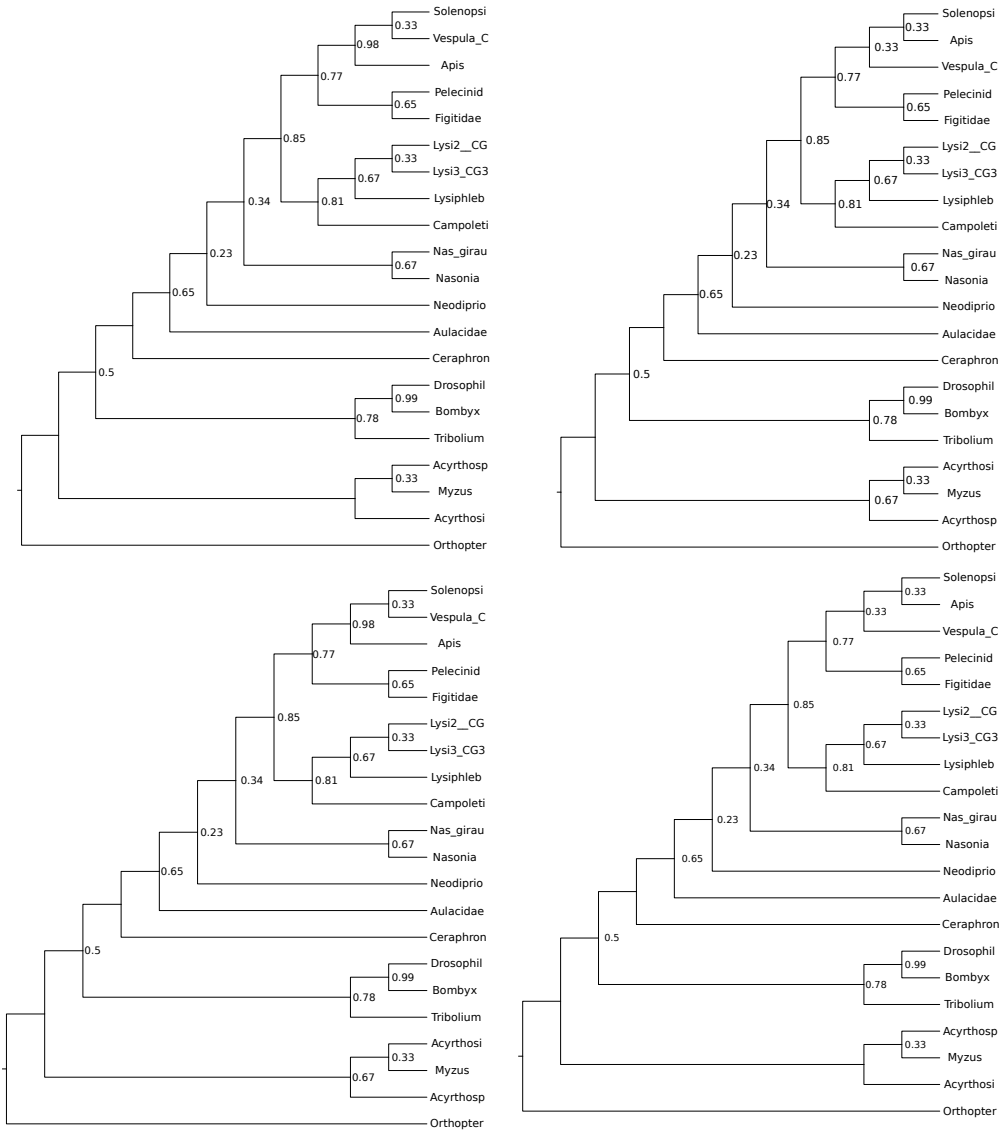 Solenopsi
0.33
Vespula_C
0.98
Apis
0.77
Pelecinid
0.65
Figitidae
0.85
Lysi2__CG
0.33
Lysi3_CG3
0.67
Lysiphleb
0.81
Campoleti
0.34
Nas_girau
0.67
Nasonia
0.23
Neodiprio
0.65
Aulacidae
Ceraphron
0.5
Drosophil
0.99
Bombyx
0.78
Tribolium
Acyrthosp
0.33
Myzus
Acyrthosi
Orthopter
Solenopsi
0.33
Apis
0.33
Vespula_C
0.77
Pelecinid
0.65
Figitidae
0.85
Lysi2__CG
0.33
Lysi3_CG3
0.67
Lysiphleb
0.81
Campoleti
0.34
Nas_girau
0.67
Nasonia
0.23
Neodiprio
0.65
Aulacidae
Ceraphron
0.5
Drosophil
0.99
Bombyx
0.78
Tribolium
Acyrthosi
0.33
Myzus
0.67
Acyrthosp
Orthopter
Solenopsi
0.33
Vespula_C
0.98
Apis
0.77
Pelecinid
0.65
Figitidae
0.85
Lysi2__CG
0.33
Lysi3_CG3
0.67
Lysiphleb
0.81
Campoleti
0.34
Nas_girau
0.67
Nasonia
0.23
Neodiprio
0.65
Aulacidae
Ceraphron
0.5
Drosophil
0.99
Bombyx
0.78
Tribolium
Acyrthosi
0.33
Myzus
0.67
Acyrthosp
Orthopter
Solenopsi
0.33
Apis
0.33
Vespula_C
0.77
Pelecinid
0.65
Figitidae
0.85
Lysi2__CG
0.33
Lysi3_CG3
0.67
Lysiphleb
0.81
Campoleti
0.34
Nas_girau
0.67
Nasonia
0.23
Neodiprio
0.65
Aulacidae
Ceraphron
0.5
Drosophil
0.99
Bombyx
0.78
Tribolium
Acyrthosp
0.33
Myzus
Acyrthosi
Orthopter